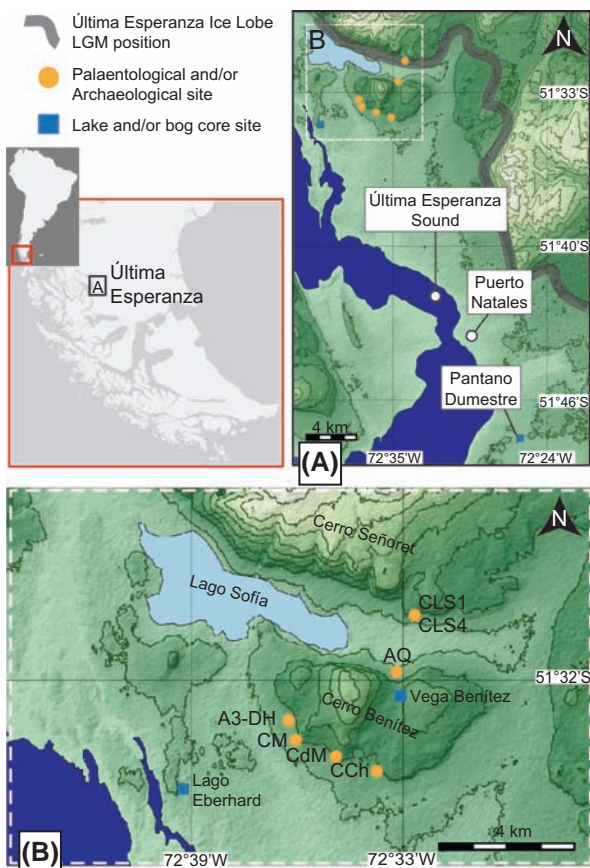 Última Esperanza Ice Lobe
LGM position
Palaentological and/or
Archaeological site
Lake and/or bog core site
A
Última
Esperanza
B
N
51°33'S
Última Esperanza
Sound
51°40'S
Puerto
Natales
Pantano
Dumestre
51°46'S
4 km
72°35'W
72°24'W
(A)
N
Cerro Señoret
Lago Sofía
CLS1
CLS4
AQ
51°32'S
Vega Benítez
Cerro Benítez
A3-DH
CM
CdM
CCh
Lago
Eberhard
4 km
72°39'W
72°33'W
(B)